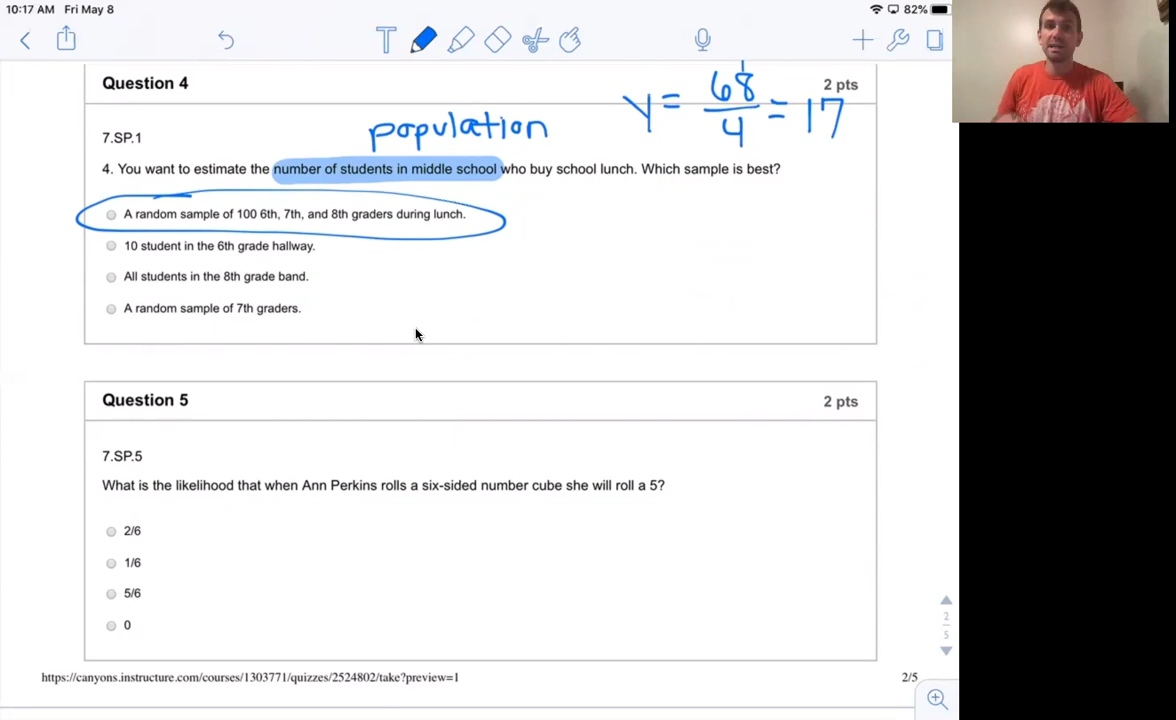 10:17 AM Fri May 8
82%
T
Question 4
2 pts
y = 68/4 = 17
7.SP.1
population
4. You want to estimate the number of students in middle school who buy school lunch. Which sample is best?
A random sample of 100 6th, 7th, and 8th graders during lunch.
10 student in the 6th grade hallway.
All students in the 8th grade band.
A random sample of 7th graders.
Question 5
2 pts
7.SP.5
What is the likelihood that when Ann Perkins rolls a six-sided number cube she will roll a 5?
2/6
1/6
5/6
0
2
5
https://canyons.instructure.com/courses/1303771/quizzes/2524802/take?preview=1
2/5